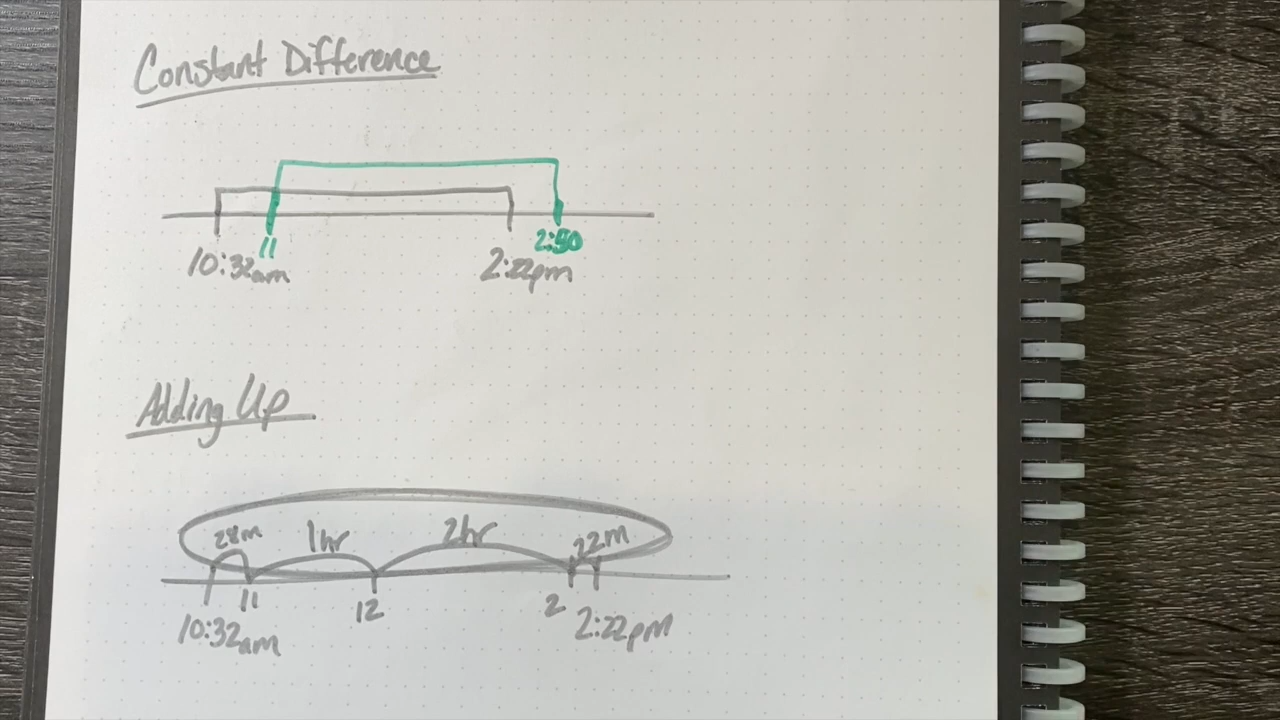 Constant Difference
11
2:50
10:32am
2:22pm
Adding Up
28m
1hr
2hr
22m
11
12
2
10:32am
2:22pm